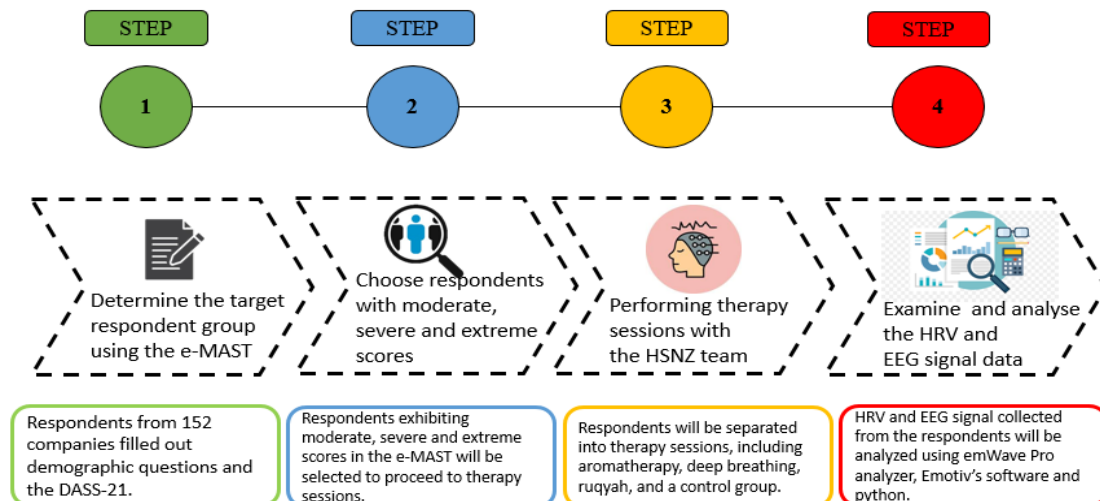 STEP
STEP
STEP
STEP
1
2
3
4
Determine the target
respondent group
using the e-MAST
Choose respondents
with moderate,
severe and extreme
scores
Performing therapy
sessions with
the HSNZ team
Examine and analyse
the HRV and
EEG signal data
Respondents from 152
companies filled out
demographic questions and
the DASS-21.
Respondents exhibiting
moderate, severe and extreme
scores in the e-MAST will be
selected to proceed to therapy
sessions.
Respondents will be separated
into therapy sessions, including
aromatherapy, deep breathing,
ruqyah, and a control group.
HRV and EEG signal collected
from the respondents will be
analyzed using emWave Pro
analyzer, Emotiv's software and
python.